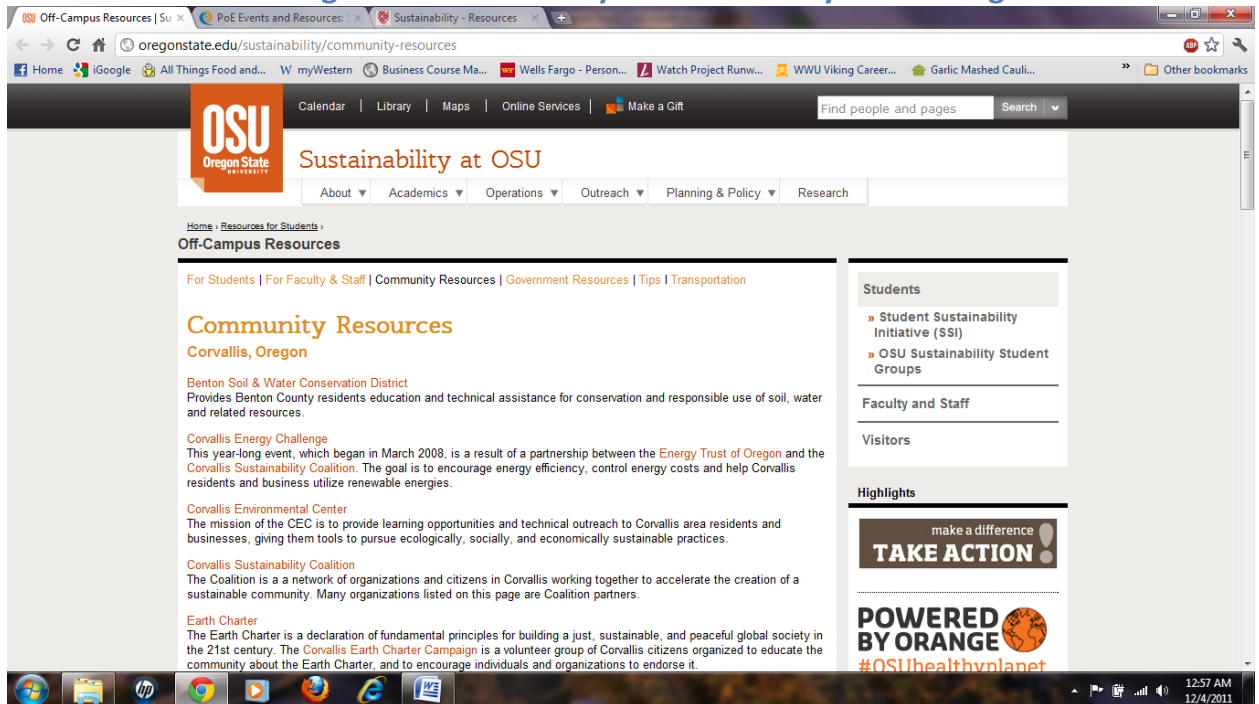 Off-Campus Resources | Su
PoE Events and Resources:
Sustainability - Resources
oregonstate.edu/sustainability/community-resources
Home iGoogle All Things Food and... myWestern Business Course Ma... Wells Fargo - Person... Watch Project Runw... WWU Viking Career... Garlic Mashed Cauli... » Other bookmarks
Calendar | Library | Maps | Online Services | Make a Gift
Find people and pages Search
OSU
Oregon State
UNIVERSITY
Sustainability at OSU
About ▼ Academics ▼ Operations ▼ Outreach ▼ Planning & Policy ▼ Research
Home › Resources for Students ›
Off-Campus Resources
For Students | For Faculty & Staff | Community Resources | Government Resources | Tips I Transportation
Community Resources
Corvallis, Oregon
Benton Soil & Water Conservation District
Provides Benton County residents education and technical assistance for conservation and responsible use of soil, water
and related resources.
Corvallis Energy Challenge
This year-long event, which began in March 2008, is a result of a partnership between the Energy Trust of Oregon and the
Corvallis Sustainability Coalition. The goal is to encourage energy efficiency, control energy costs and help Corvallis
residents and business utilize renewable energies.
Corvallis Environmental Center
The mission of the CEC is to provide learning opportunities and technical outreach to Corvallis area residents and
businesses, giving them tools to pursue ecologically, socially, and economically sustainable practices.
Corvallis Sustainability Coalition
The Coalition is a a network of organizations and citizens in Corvallis working together to accelerate the creation of a
sustainable community. Many organizations listed on this page are Coalition partners.
Earth Charter
The Earth Charter is a declaration of fundamental principles for building a just, sustainable, and peaceful global society in
the 21st century. The Corvallis Earth Charter Campaign is a volunteer group of Corvallis citizens organized to educate the
community about the Earth Charter, and to encourage individuals and organizations to endorse it.
Students
» Student Sustainability
Initiative (SSI)
» OSU Sustainability Student
Groups
Faculty and Staff
Visitors
Highlights
make a difference
TAKE ACTION
POWERED
BY ORANGE
#OSUhealthyplanet
12:57 AM
12/4/2011